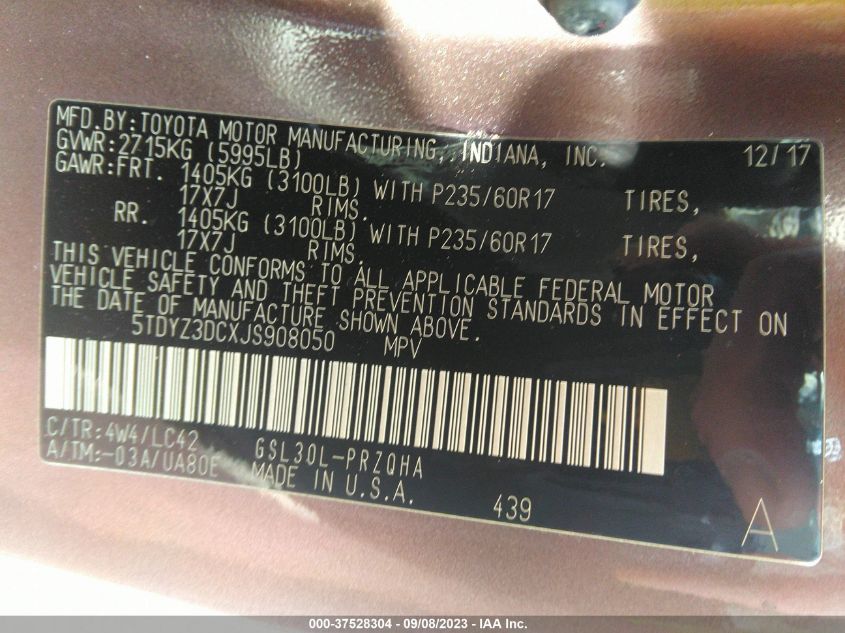 MFD.BY:TOYOTA MOTOR MANUFACTURING, INDIANA, INC. 12/17
GVWR:2715KG (5995LB)
GAWR:FRT. 1405KG (3100LB) WITH P235/60R17 TIRES,
17X7J RIMS.
RR. 1405KG (3100LB) WITH P235/60R17 TIRES,
17X7J RIMS.
THIS VEHICLE CONFORMS TO ALL APPLICABLE FEDERAL MOTOR
VEHICLE SAFETY AND THEFT PREVENTION STANDARDS IN EFFECT ON
THE DATE OF MANUFACTURE SHOWN ABOVE.
5TDYZ3DCXJS908050 MPV
C/TR:4W4/LC42 GSL30L-PRZQHA
A/TM:-03A/UA80E MADE IN U.S.A.
439 A
000-37528304 - 09/08/2023 - IAA Inc.